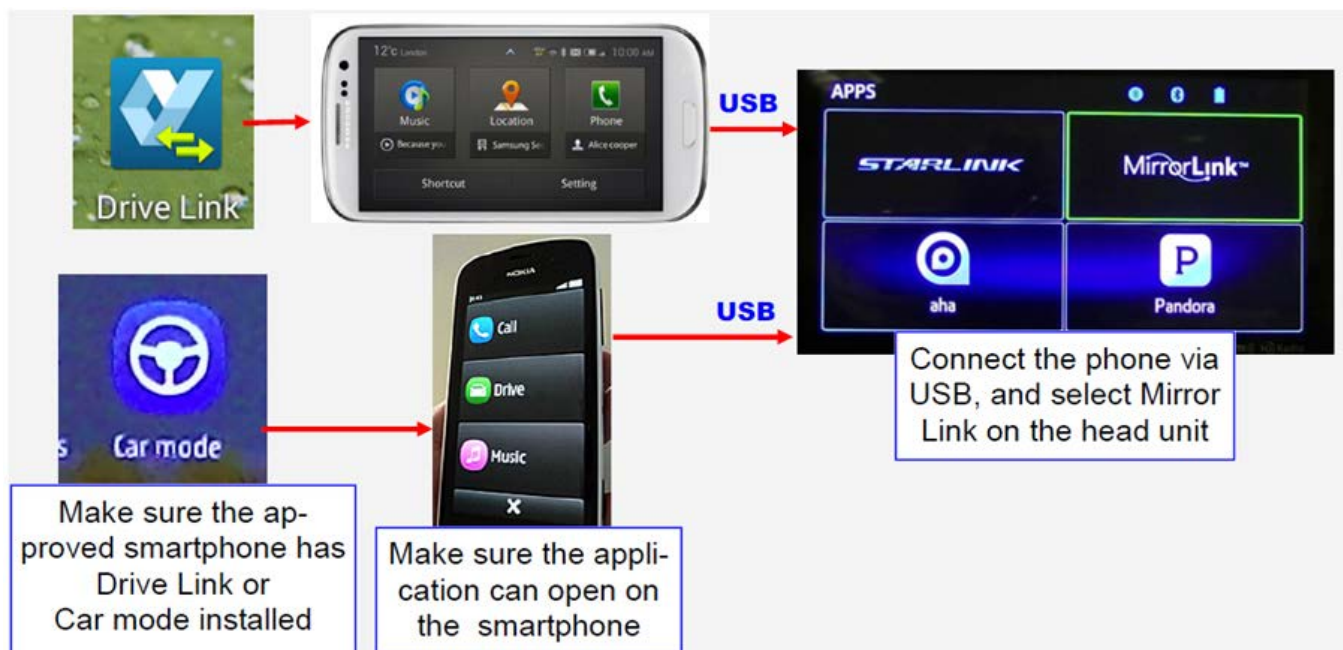 Drive Link
12°c London
10:00 AM
Music
Location
Phone
Because you
Samsung Se
Alice cooper
Shortcut
Setting
USB
APPS
STARLINK
MirrorLink™
aha
P
Pandora
s
Car mode
NOKIA
Call
Drive
Music
USB
Make sure the ap-
proved smartphone has
Drive Link or
Car mode installed
Make sure the appli-
cation can open on
the smartphone
Connect the phone via
USB, and select Mirror
Link on the head unit